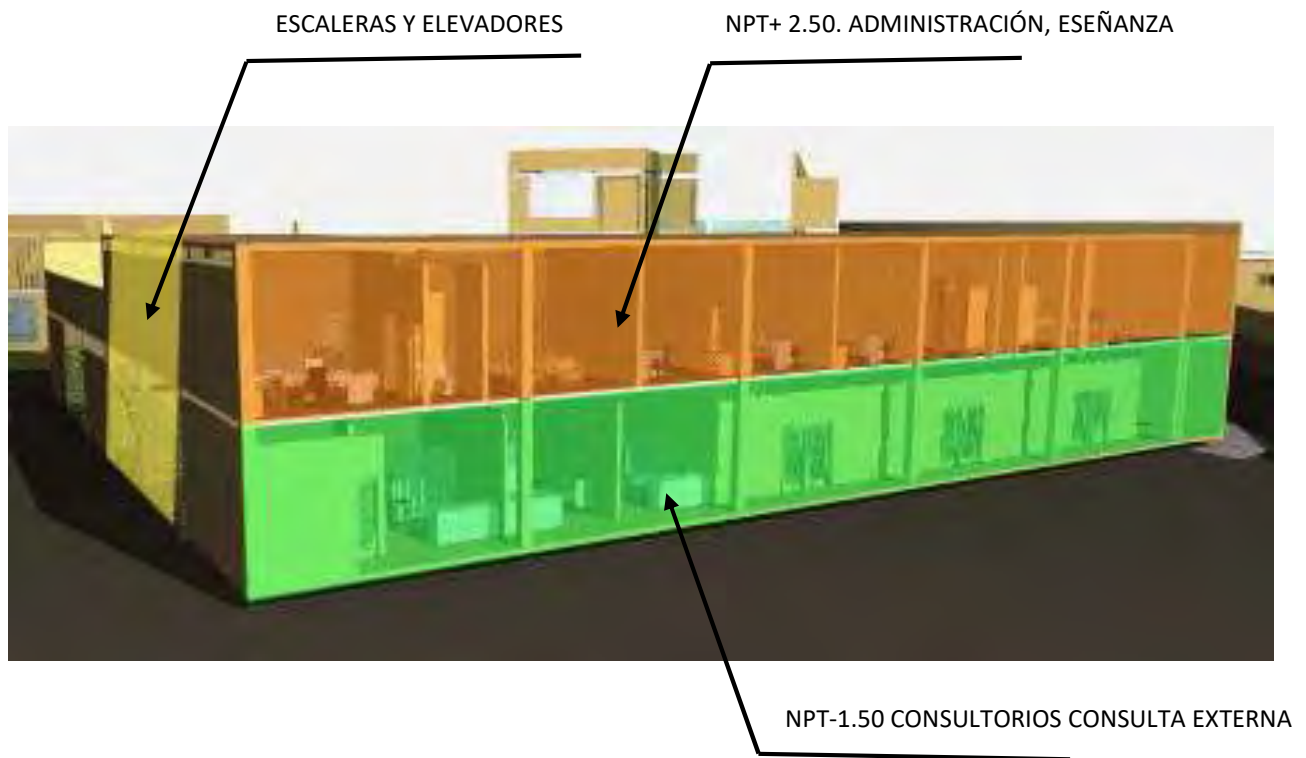 ESCALERAS Y ELEVADORES
NPT+ 2.50. ADMINISTRACIÓN, ESEÑANZA
NPT-1.50 CONSULTORIOS CONSULTA EXTERNA